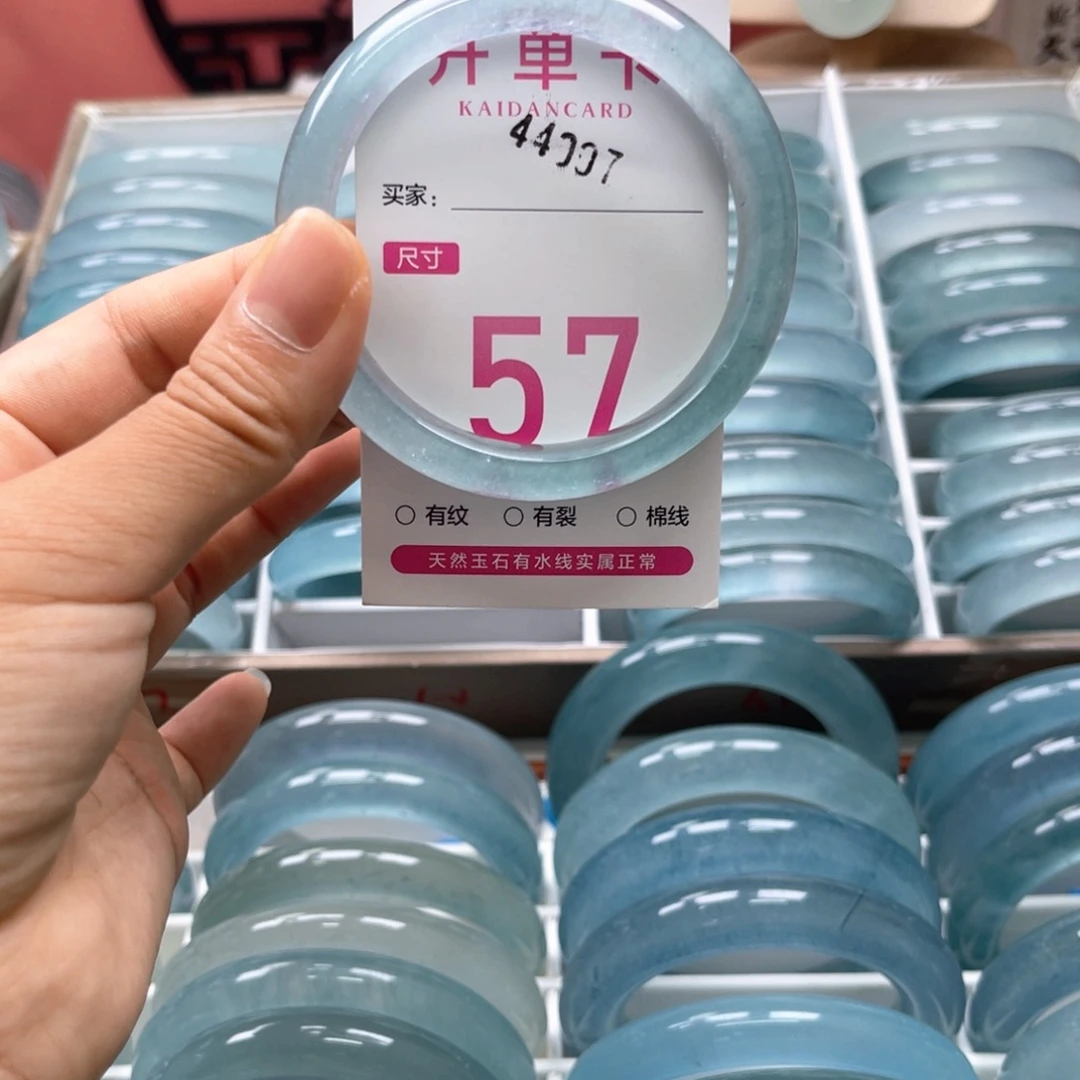 开单卡
KAIDANCARD
44007
买家：
尺寸
57
○ 有纹 ○ 有裂 ○ 棉线
天然玉石有水线实属正常